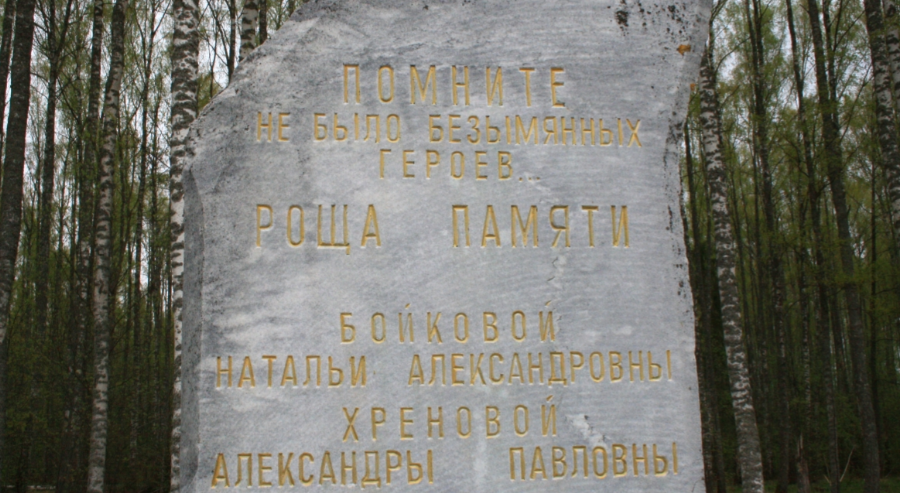 ПОМНИТЕ
НЕ БЫЛО БЕЗЫМЯННЫХ
ГЕРОЕВ...
РОЩА ПАМЯТИ
БОЙКОВОЙ
НАТАЛЬИ АЛЕКСАНДРОВНЫ
ХРЕНОВОЙ
АЛЕКСАНДРЫ ПАВЛОВНЫ